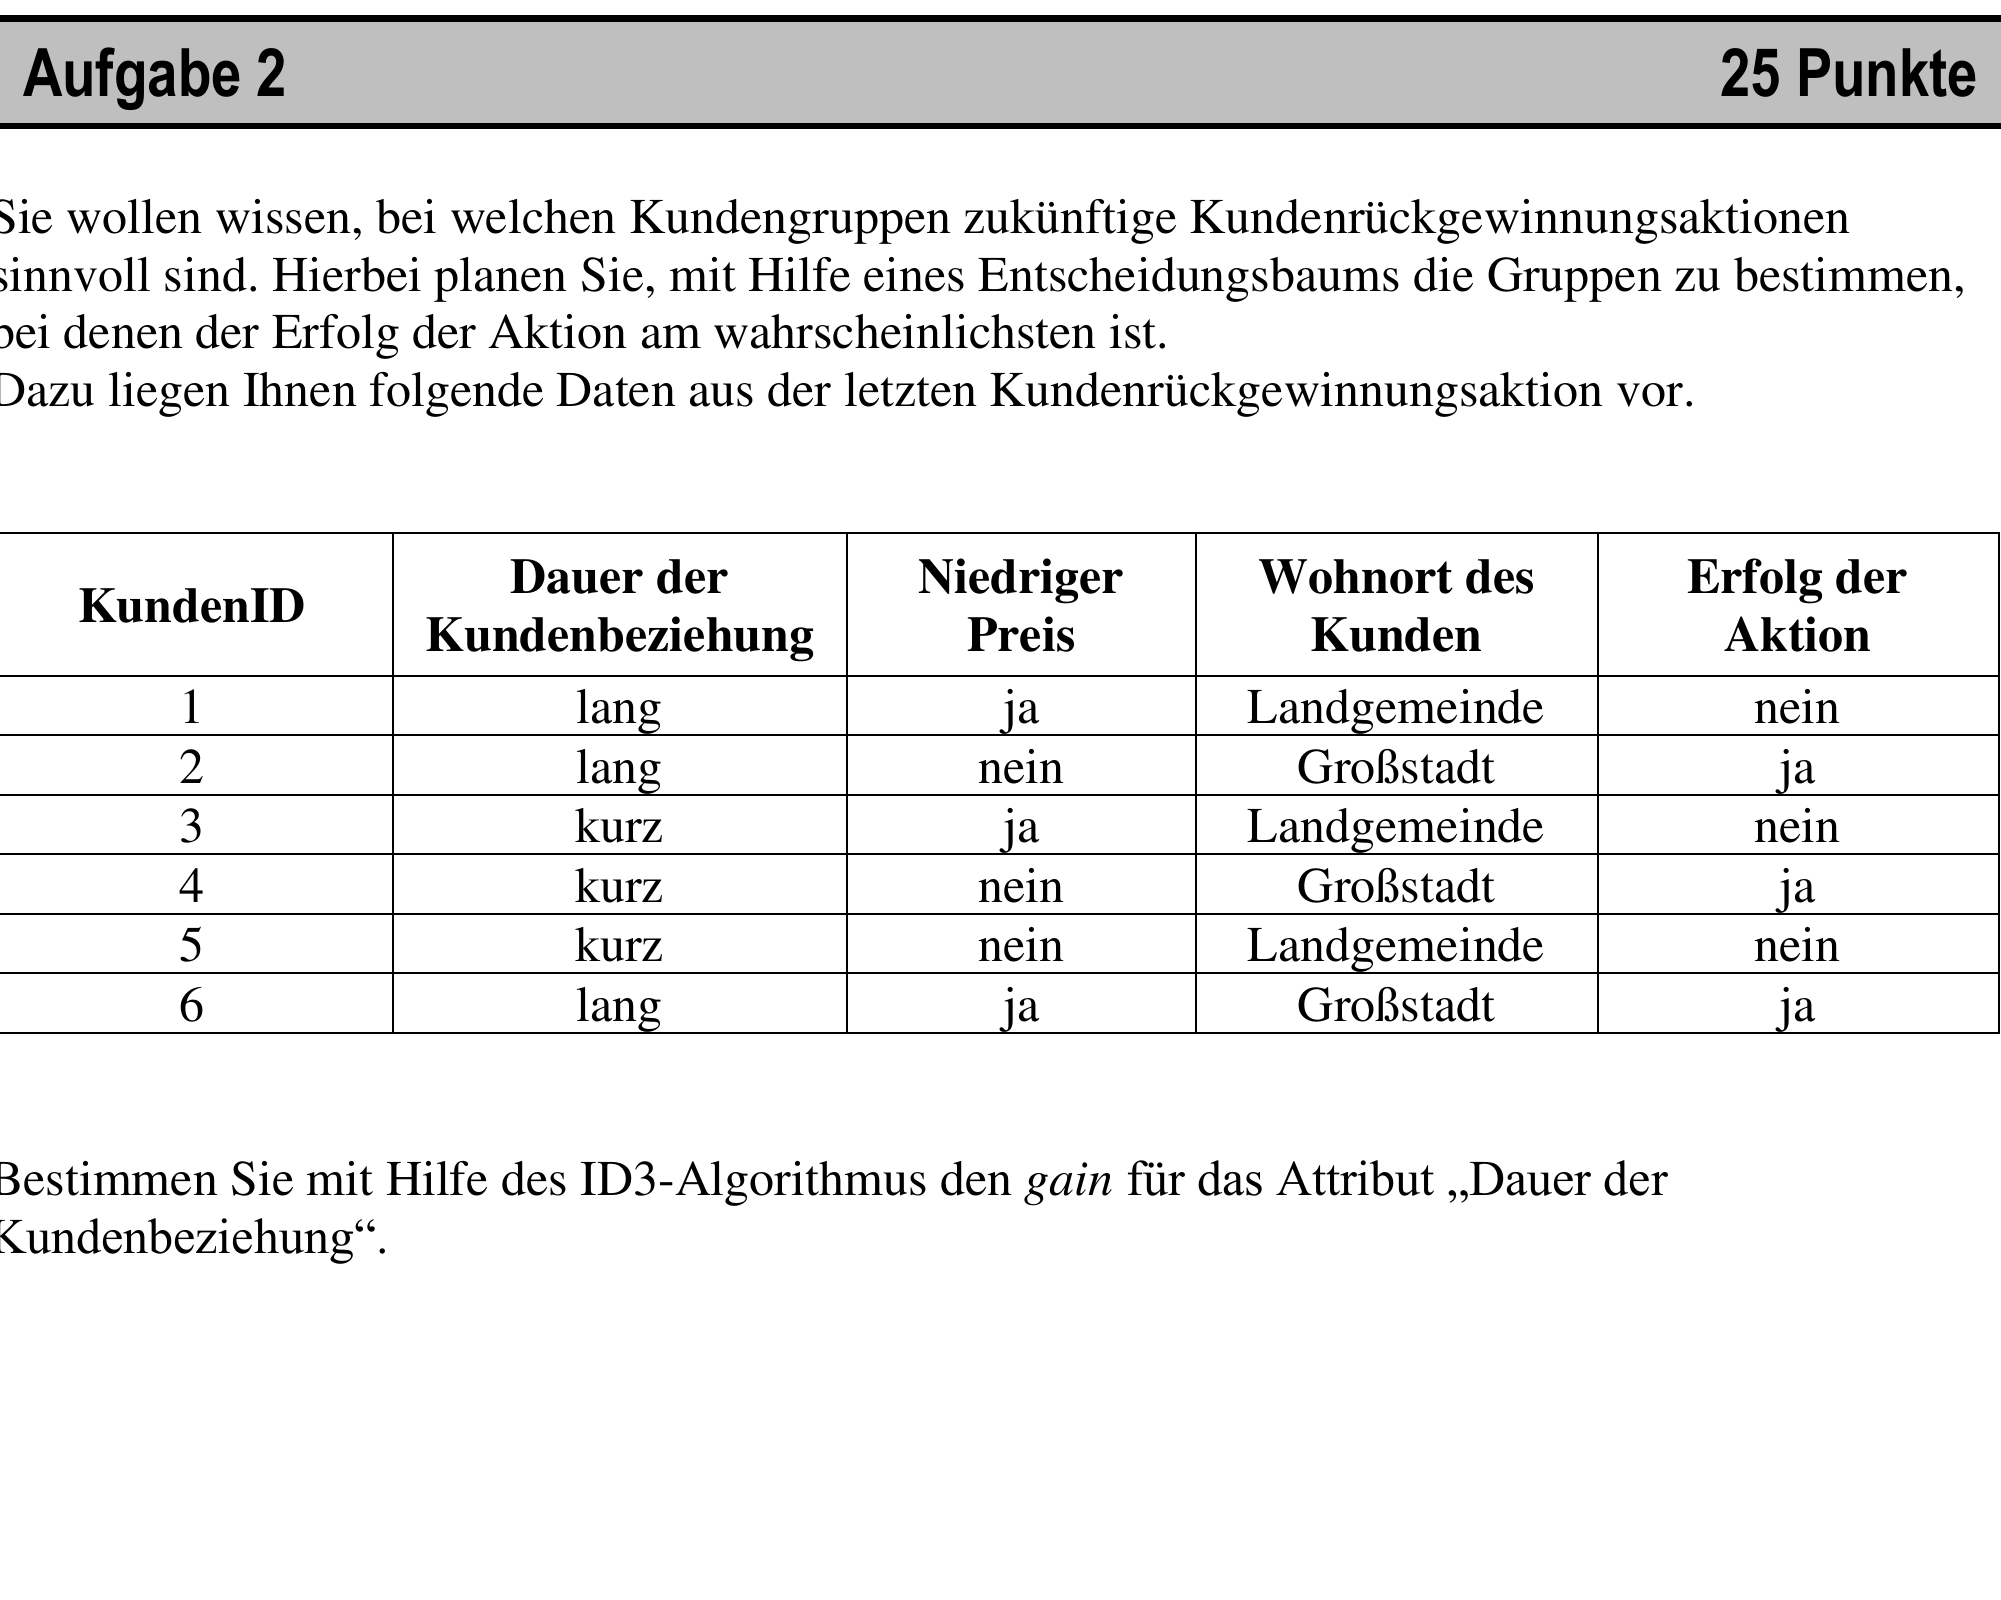 Aufgabe 2 25 Punkte
Sie wollen wissen, bei welchen Kundengruppen zukünftige Kundenrückgewinnungsaktionen
sinnvoll sind. Hierbei planen Sie, mit Hilfe eines Entscheidungsbaums die Gruppen zu bestimmen,
bei denen der Erfolg der Aktion am wahrscheinlichsten ist.
Dazu liegen Ihnen folgende Daten aus der letzten Kundenrückgewinnungsaktion vor.
KundenID Dauer der Kundenbeziehung Niedriger Preis Wohnort des Kunden Erfolg der Aktion
1 lang ja Landgemeinde nein
2 lang nein Großstadt ja
3 kurz ja Landgemeinde nein
4 kurz nein Großstadt ja
5 kurz nein Landgemeinde nein
6 lang ja Großstadt ja
Bestimmen Sie mit Hilfe des ID3-Algorithmus den gain für das Attribut „Dauer der
Kundenbeziehung“.